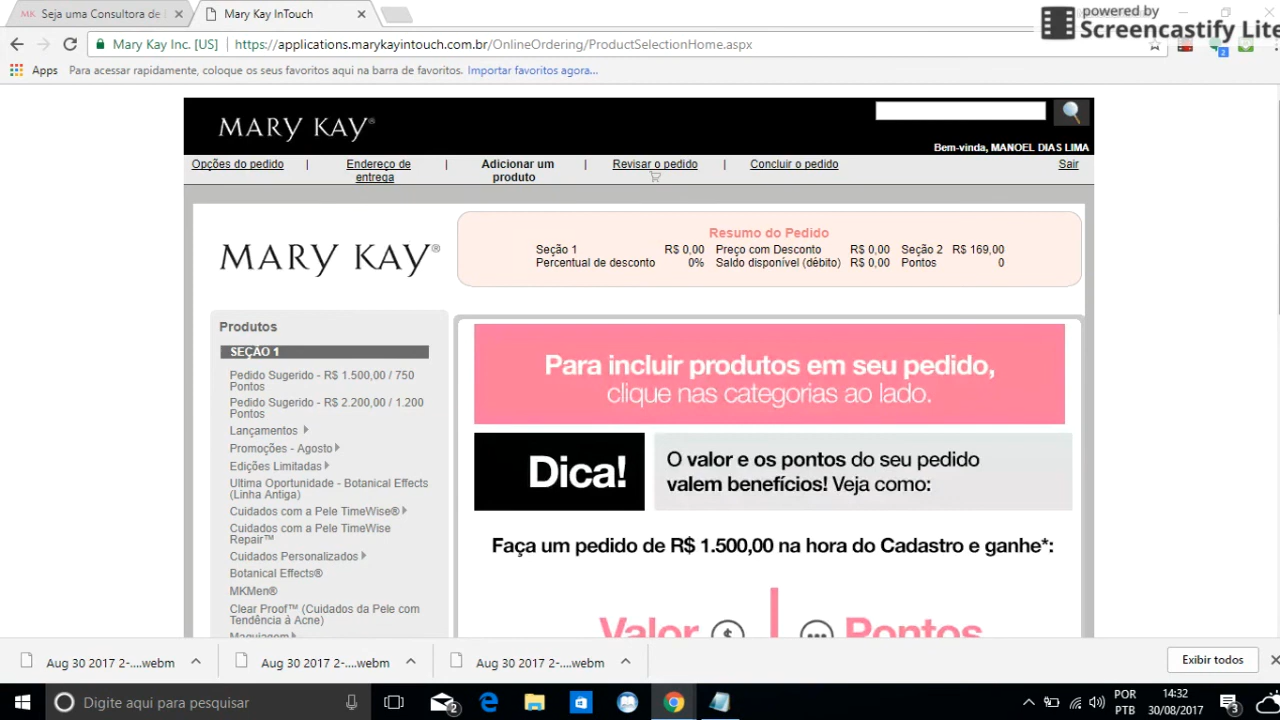 Seja uma Consultora de
Mary Kay InTouch
powered by
Screencastify Lite
Mary Kay Inc. [US]
https://applications.marykayintouch.com.br/OnlineOrdering/ProductSelectionHome.aspx
Apps
Para acessar rapidamente, coloque os seus favoritos aqui na barra de favoritos. Importar favoritos agora...
MARY KAY®
Bem-vinda, MANOEL DIAS LIMA
Opções do pedido | Endereço de entrega | Adicionar um produto | Revisar o pedido | Concluir o pedido Sair
MARY KAY®
Resumo do Pedido
Seção 1 R$ 0,00 Preço com Desconto R$ 0,00 Seção 2 R$ 169,00
Percentual de desconto 0% Saldo disponível (débito) R$ 0,00 Pontos 0
Produtos
SEÇÃO 1
Pedido Sugerido - R$ 1.500,00 / 750
Pontos
Pedido Sugerido - R$ 2.200,00 / 1.200
Pontos
Lançamentos
Promoções - Agosto
Edições Limitadas
Ultima Oportunidade - Botanical Effects
(Linha Antiga)
Cuidados com a Pele TimeWise®
Cuidados com a Pele TimeWise
Repair™
Cuidados Personalizados
Botanical Effects®
MKMen®
Clear Proof™ (Cuidados da Pele com
Tendência à Acne)
Maquiagem
Para incluir produtos em seu pedido,
clique nas categorias ao lado.
Dica!
O valor e os pontos do seu pedido
valem benefícios! Veja como:
Faça um pedido de R$ 1.500,00 na hora do Cadastro e ganhe*:
Valor
Pontos
Aug 30 2017 2-....webm
Aug 30 2017 2-....webm
Aug 30 2017 2-....webm
Exibir todos
Digite aqui para pesquisar
POR
PTB
14:32
30/08/2017